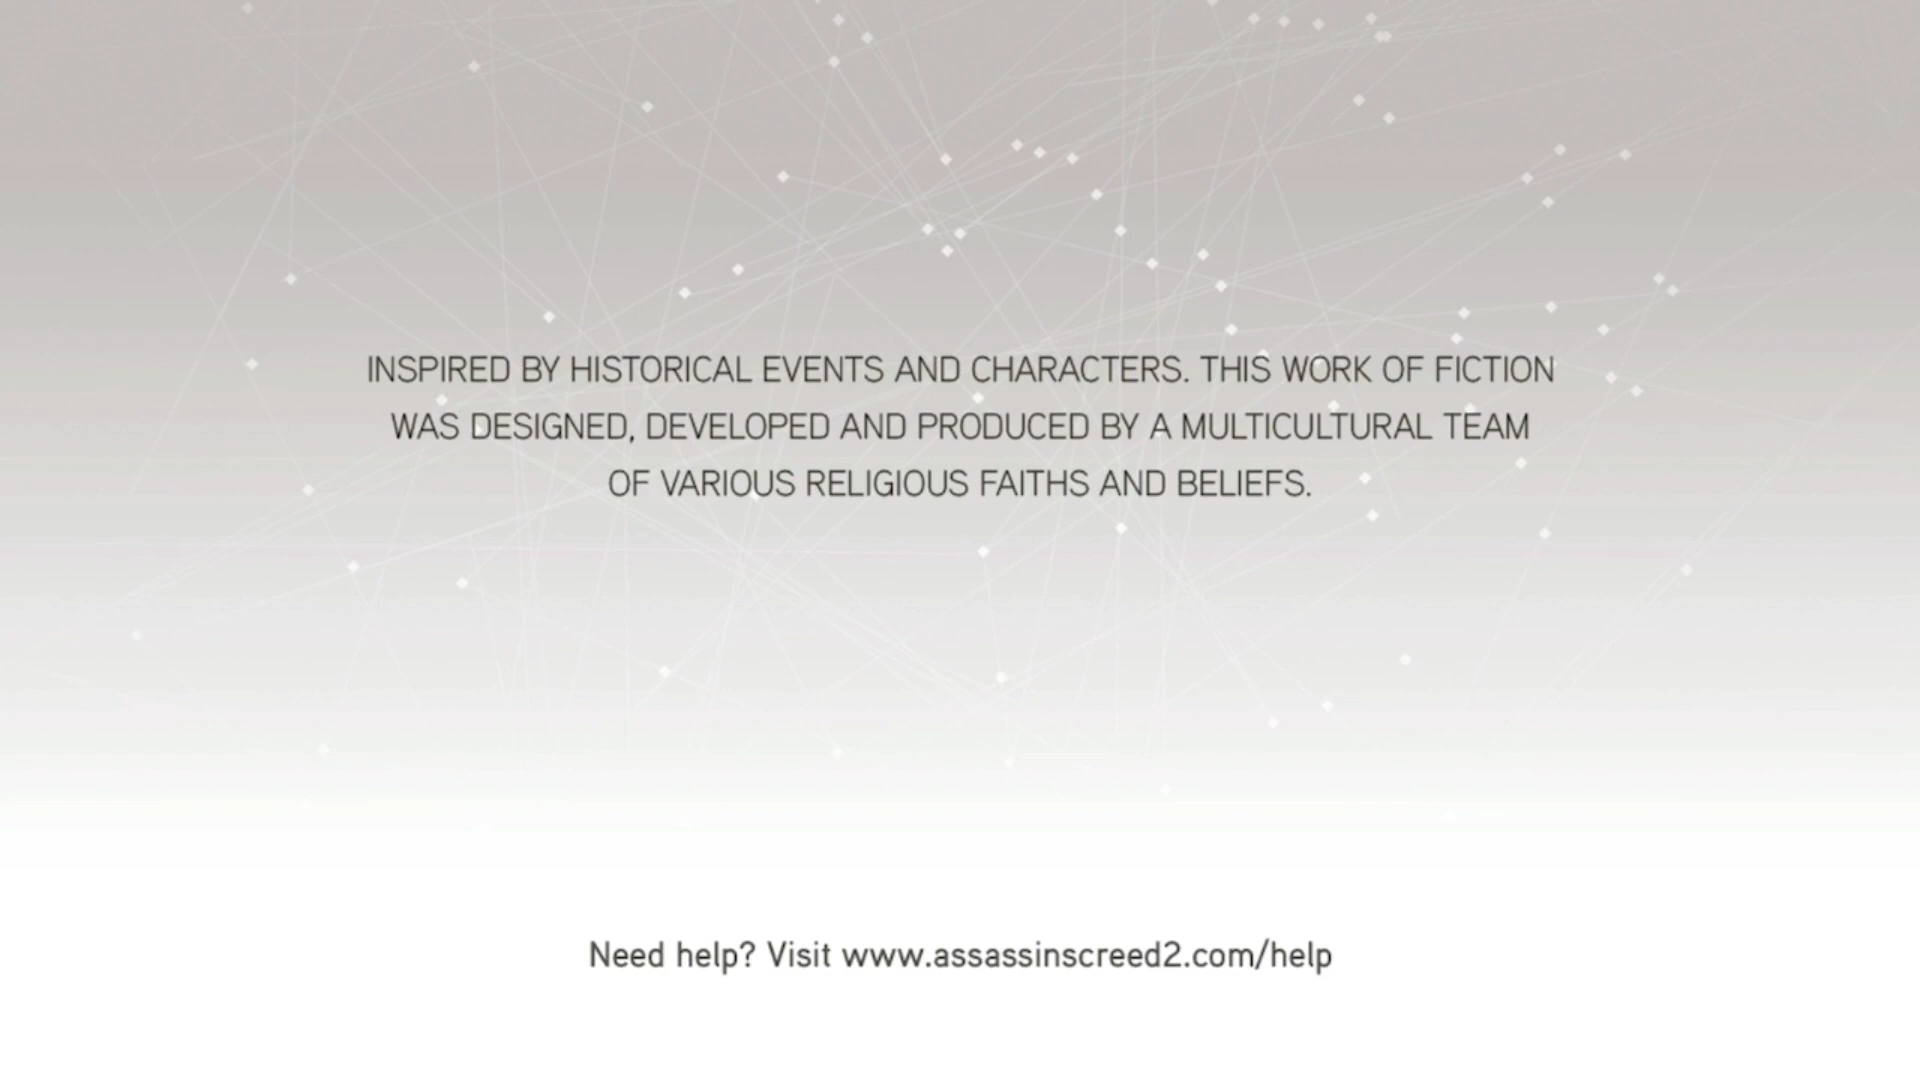 INSPIRED BY HISTORICAL EVENTS AND CHARACTERS. THIS WORK OF FICTION
WAS DESIGNED, DEVELOPED AND PRODUCED BY A MULTICULTURAL TEAM
OF VARIOUS RELIGIOUS FAITHS AND BELIEFS.
Need help? Visit www.assassinscreed2.com/help